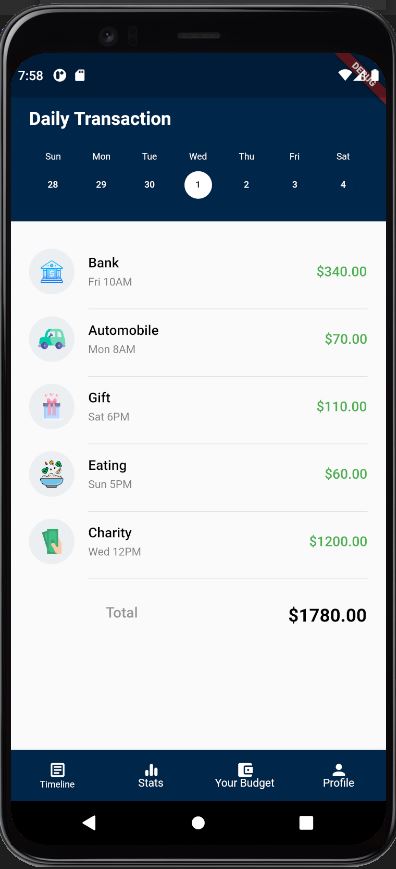 7:58
DEBUG
Daily Transaction
Sun Mon Tue Wed Thu Fri Sat
28 29 30 1 2 3 4
Bank
$340.00
Fri 10AM
Automobile
$70.00
Mon 8AM
Gift
$110.00
Sat 6PM
Eating
$60.00
Sun 5PM
Charity
$1200.00
Wed 12PM
Total $1780.00
Timeline Stats Your Budget Profile